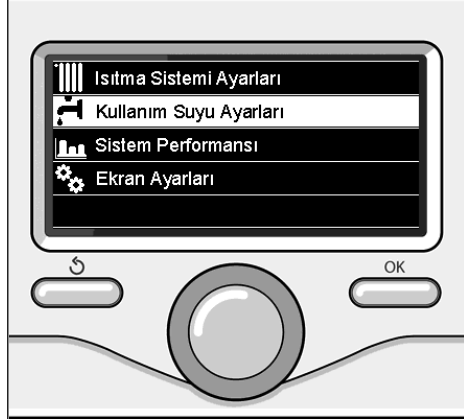 Isıtma Sistemi Ayarları
Kullanım Suyu Ayarları
Sistem Performansı
Ekran Ayarları
OK